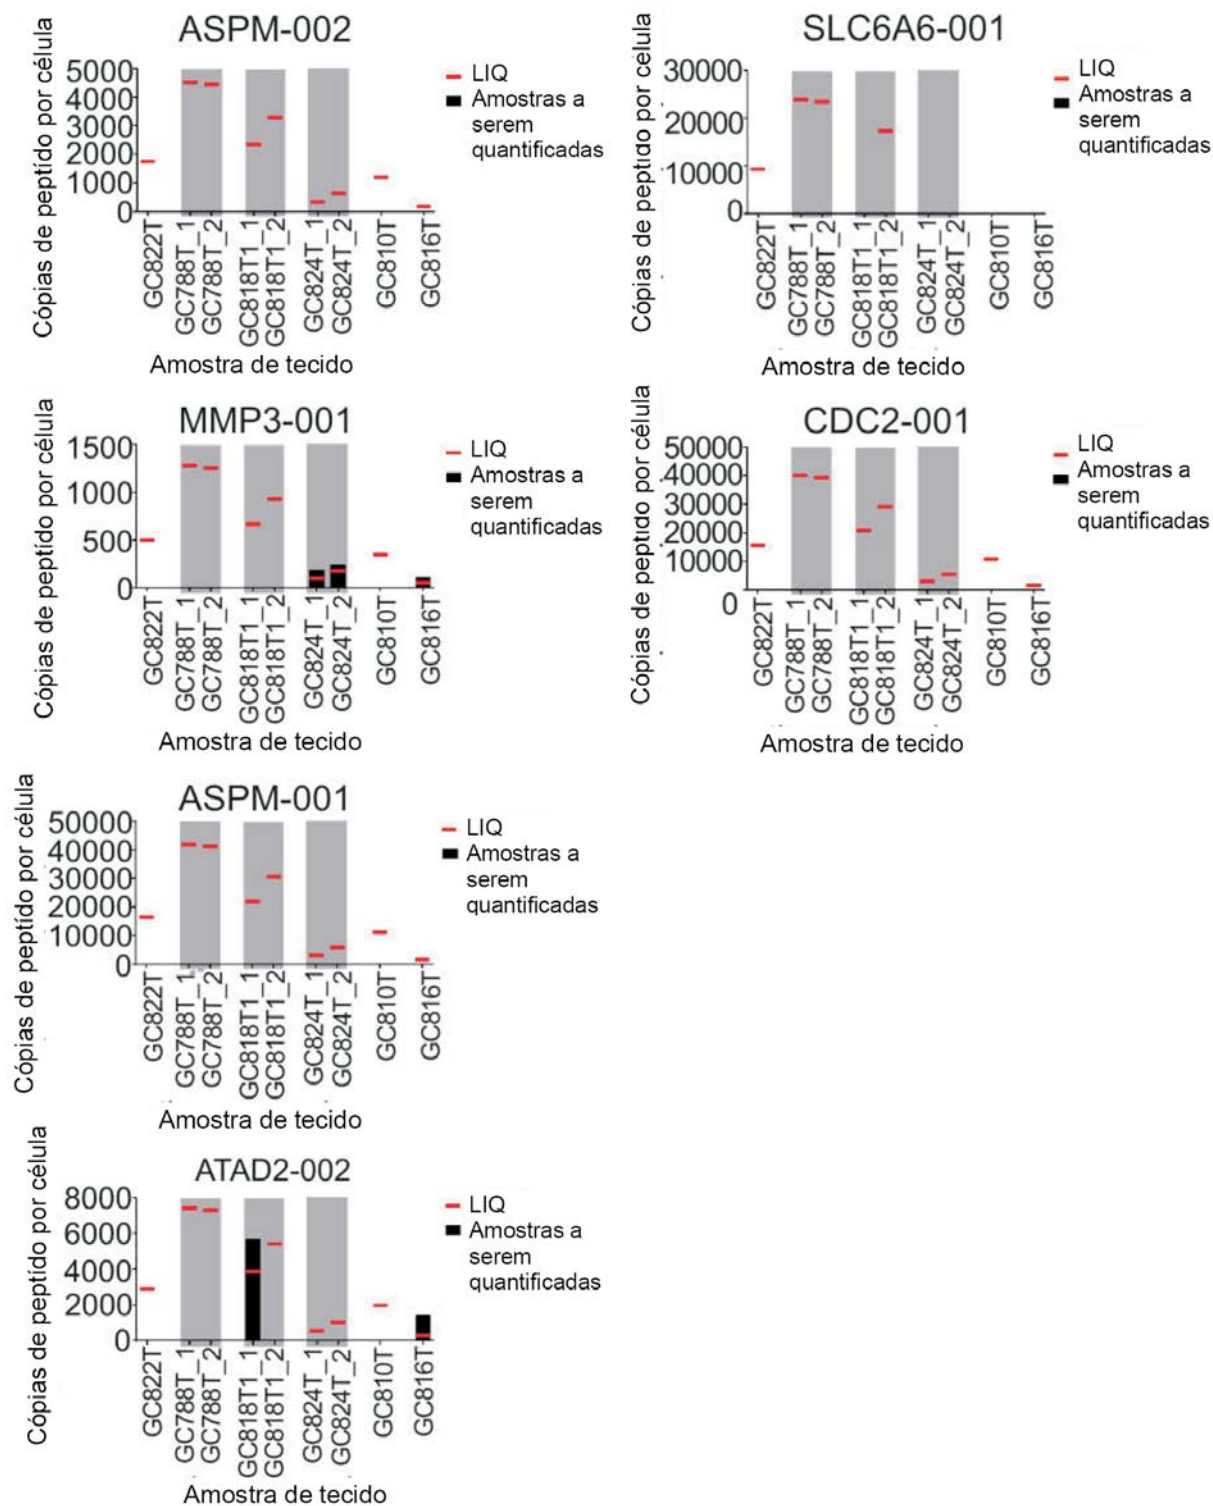 ASPM-002
Cópias de peptído por célula
5000
4000
3000
2000
1000
0
GC822T
GC788T_1
GC788T_2
GC818T1_1
GC818T1_2
GC824T_1
GC824T_2
GC810T
GC816T
Amostra de tecido
LIQ
Amostras a
serem
quantificadas
SLC6A6-001
Cópias de peptído por célula
30000
20000
10000
0
GC822T
GC788T_1
GC788T_2
GC818T1_1
GC818T1_2
GC824T_1
GC824T_2
GC810T
GC816T
Amostra de tecido
LIQ
Amostras a
serem
quantificadas
MMP3-001
Cópias de peptído por célula
1500
1000
500
0
GC822T
GC788T_1
GC788T_2
GC818T1_1
GC818T1_2
GC824T_1
GC824T_2
GC810T
GC816T
Amostra de tecido
LIQ
Amostras a
serem
quantificadas
CDC2-001
Cópias de peptído por célula
50000
40000
30000
20000
10000
0
GC822T
GC788T_1
GC788T_2
GC818T1_1
GC818T1_2
GC824T_1
GC824T_2
GC810T
GC816T
Amostra de tecido
LIQ
Amostras a
serem
quantificadas
ASPM-001
Cópias de peptído por célula
50000
40000
30000
20000
10000
0
GC822T
GC788T_1
GC788T_2
GC818T1_1
GC818T1_2
GC824T_1
GC824T_2
GC810T
GC816T
Amostra de tecido
LIQ
Amostras a
serem
quantificadas
ATAD2-002
Cópias de peptído por célula
8000
6000
4000
2000
0
GC822T
GC788T_1
GC788T_2
GC818T1_1
GC818T1_2
GC824T_1
GC824T_2
GC810T
GC816T
Amostra de tecido
LIQ
Amostras a
serem
quantificadas